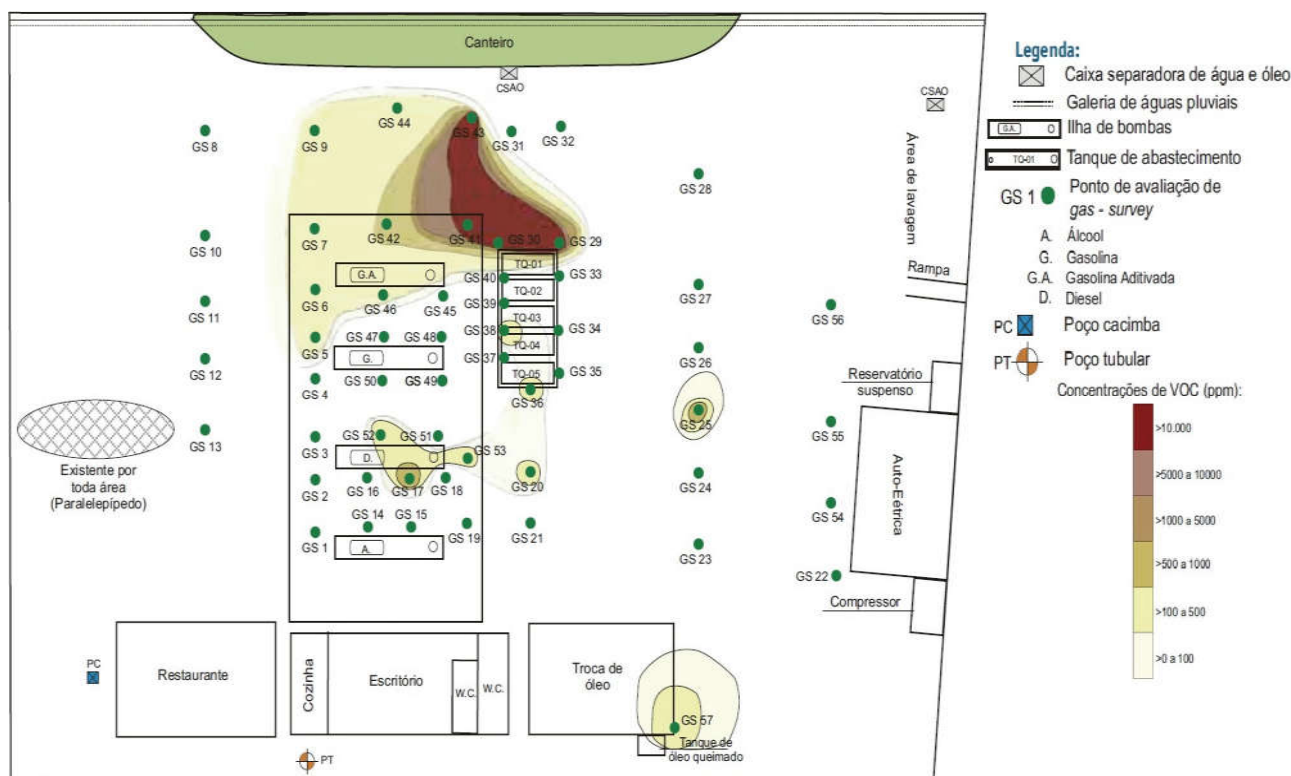 Canteiro
CSAO
CSAO
GS 44
GS 43
GS 8
GS 9
GS 31
GS 32
GS 28
Área de lavagem
GS 10
GS 7
GS 42
GS 41
GS 30
GS 29
G.A.
GS 40
TQ-01
GS 33
GS 6
GS 46
GS 45
GS 39
TQ-02
GS 27
Rampa
GS 11
GS 56
GS 5
GS 47
GS 48
GS 38
TQ-03
GS 34
G.
GS 37
TQ-04
GS 26
GS 12
GS 4
GS 50
GS 49
TQ-05
GS 35
Reservatório
suspenso
GS 36
GS 25
GS 13
GS 3
GS 52
GS 51
GS 53
GS 55
D.
Existente por
toda área
(Paralelepípedo)
GS 2
GS 16
GS 17
GS 18
GS 20
GS 24
Auto-Eétrica
GS 14
GS 15
GS 54
GS 1
A.
GS 19
GS 21
GS 23
GS 22
Compressor
PC
Restaurante
Cozinha
Escritório
W.C.
W.C.
Troca de
óleo
GS 57
Tanque de
óleo queimado
PT
Legenda:
Caixa separadora de água e óleo
Galeria de águas pluviais
G.A. Ilha de bombas
TQ-01 Tanque de abastecimento
GS 1 Ponto de avaliação de
gas - survey
A. Álcool
G. Gasolina
G.A. Gasolina Aditivada
D. Diesel
PC Poço cacimba
PT Poço tubular
Concentrações de VOC (ppm):
>10.000
>5000 a 10000
>1000 a 5000
>500 a 1000
>100 a 500
>0 a 100